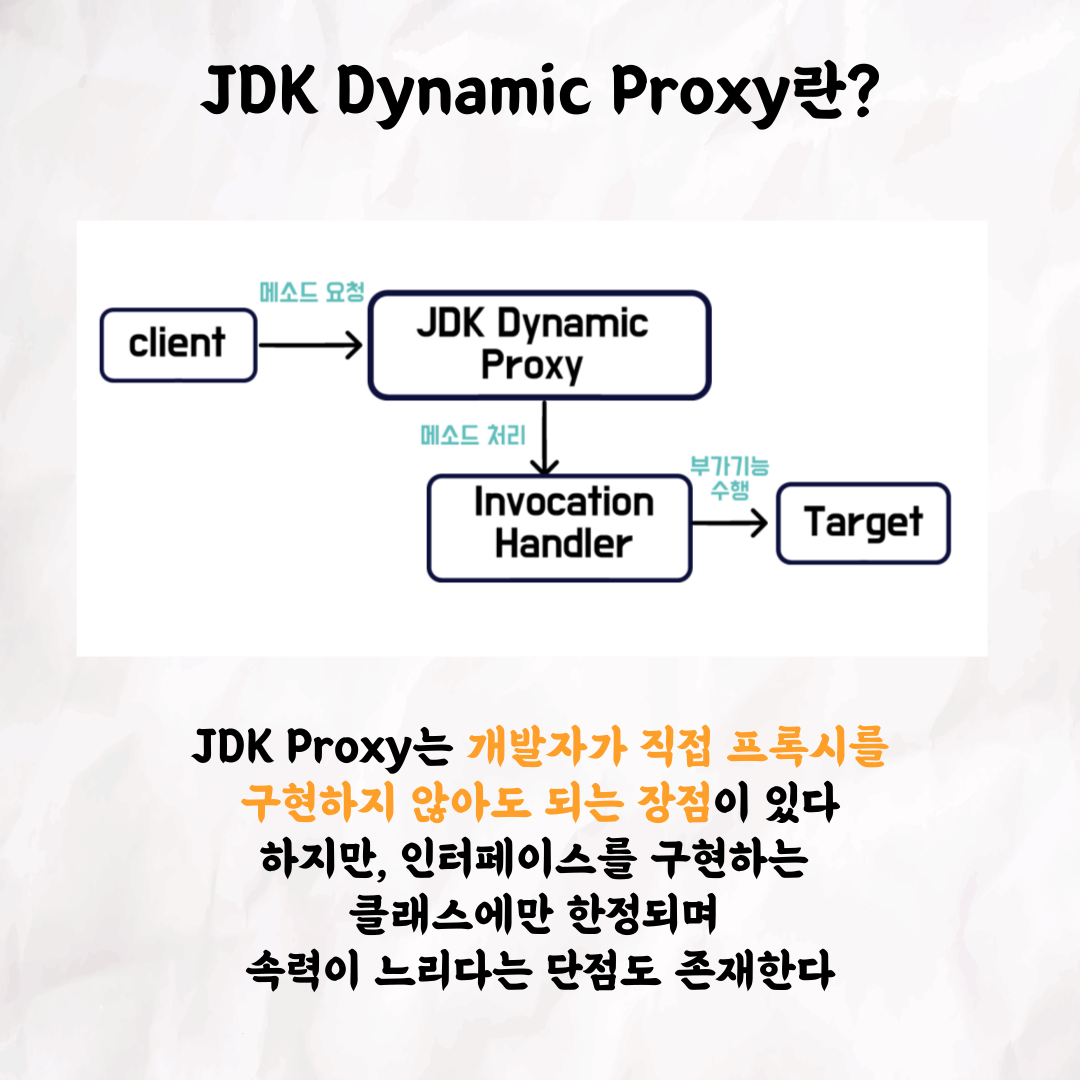 JDK Dynamic Proxy란?
메소드 요청
client
JDK Dynamic
Proxy
메소드 처리
부가기능
수행
Invocation
Handler
Target
JDK Proxy는 개발자가 직접 프록시를
구현하지 않아도 되는 장점이 있다
하지만, 인터페이스를 구현하는
클래스에만 한정되며
속력이 느리다는 단점도 존재한다